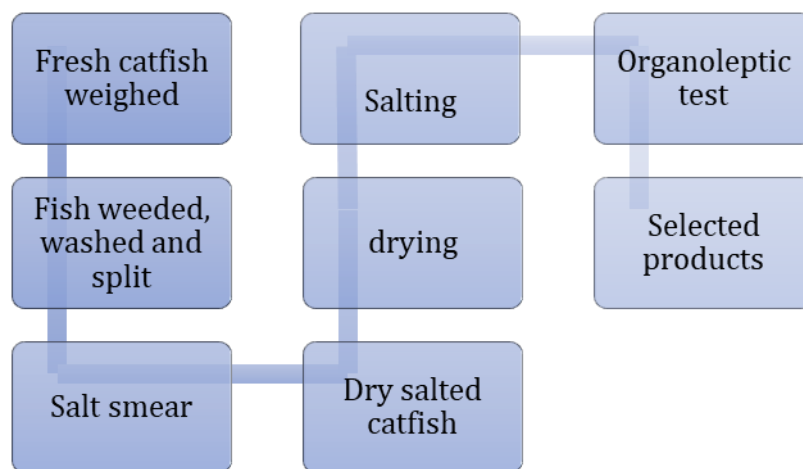 Fresh catfish
weighed
Fish weeded,
washed and
split
Salt smear
Dry salted
catfish
drying
Salting
Organoleptic
test
Selected
products